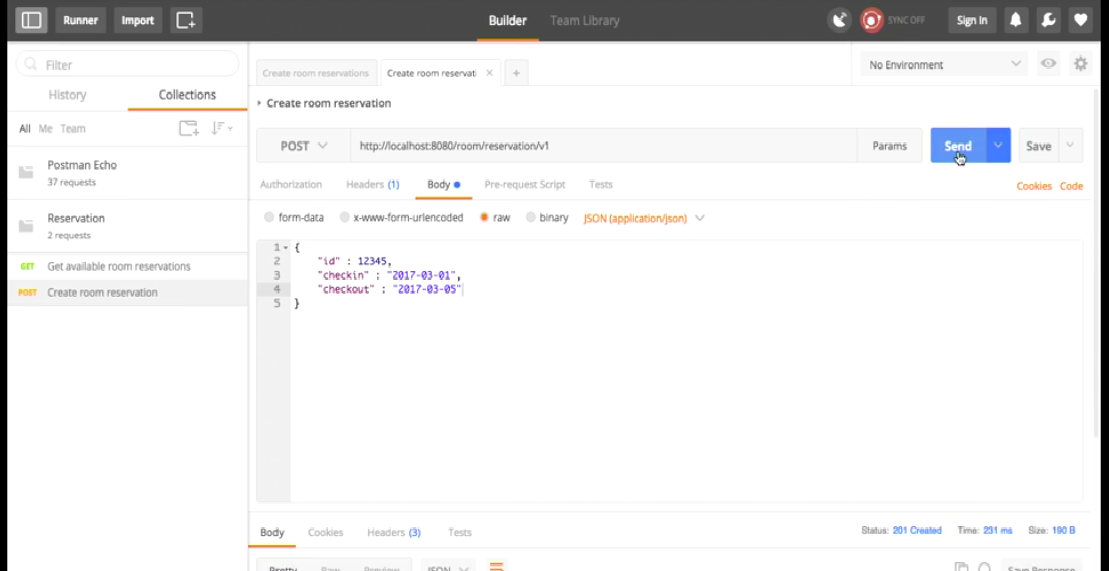 Runner Import Builder Team Library SYNC OFF Sign In
Filter
History Collections
All Me Team
Postman Echo
37 requests
Reservation
2 requests
GET Get available room reservations
POST Create room reservation
Create room reservations Create room reservati × + No Environment
Create room reservation
POST http://localhost:8080/room/reservation/v1 Params Send Save
Authorization Headers (1) Body Pre-request Script Tests Cookies Code
form-data x-www-form-urlencoded raw binary JSON (application/json)
1 {
2 "id" : 12345,
3 "checkin" : "2017-03-01",
4 "checkout" : "2017-03-05"
5 }
Body Cookies Headers (3) Tests Status: 201 Created Time: 231 ms Size: 190 B
Pretty Raw Preview JSON Save Response